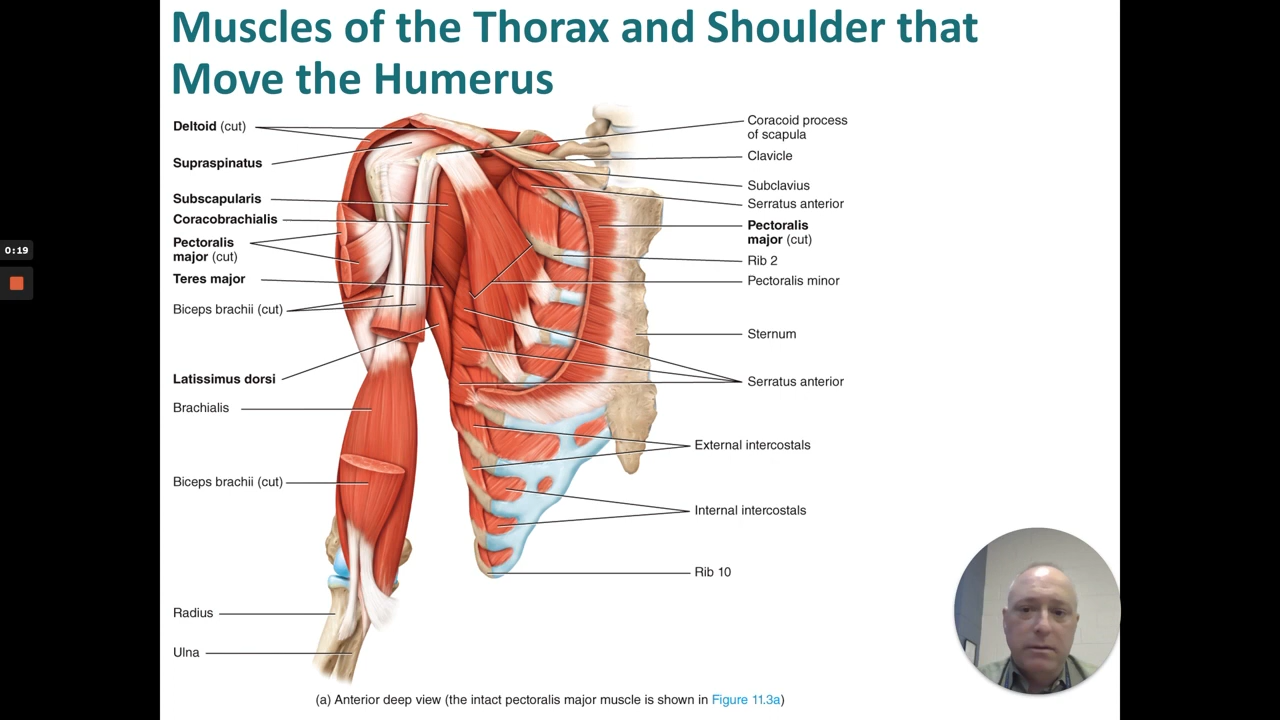 Muscles of the Thorax and Shoulder that
Move the Humerus
Deltoid (cut)
Supraspinatus
Subscapularis
Coracobrachialis
Pectoralis
major (cut)
Teres major
Biceps brachii (cut)
Latissimus dorsi
Brachialis
Biceps brachii (cut)
Radius
Ulna
Coracoid process
of scapula
Clavicle
Subclavius
Serratus anterior
Pectoralis
major (cut)
Rib 2
Pectoralis minor
Sternum
Serratus anterior
External intercostals
Internal intercostals
Rib 10
(a) Anterior deep view (the intact pectoralis major muscle is shown in Figure 11.3a)
0:19